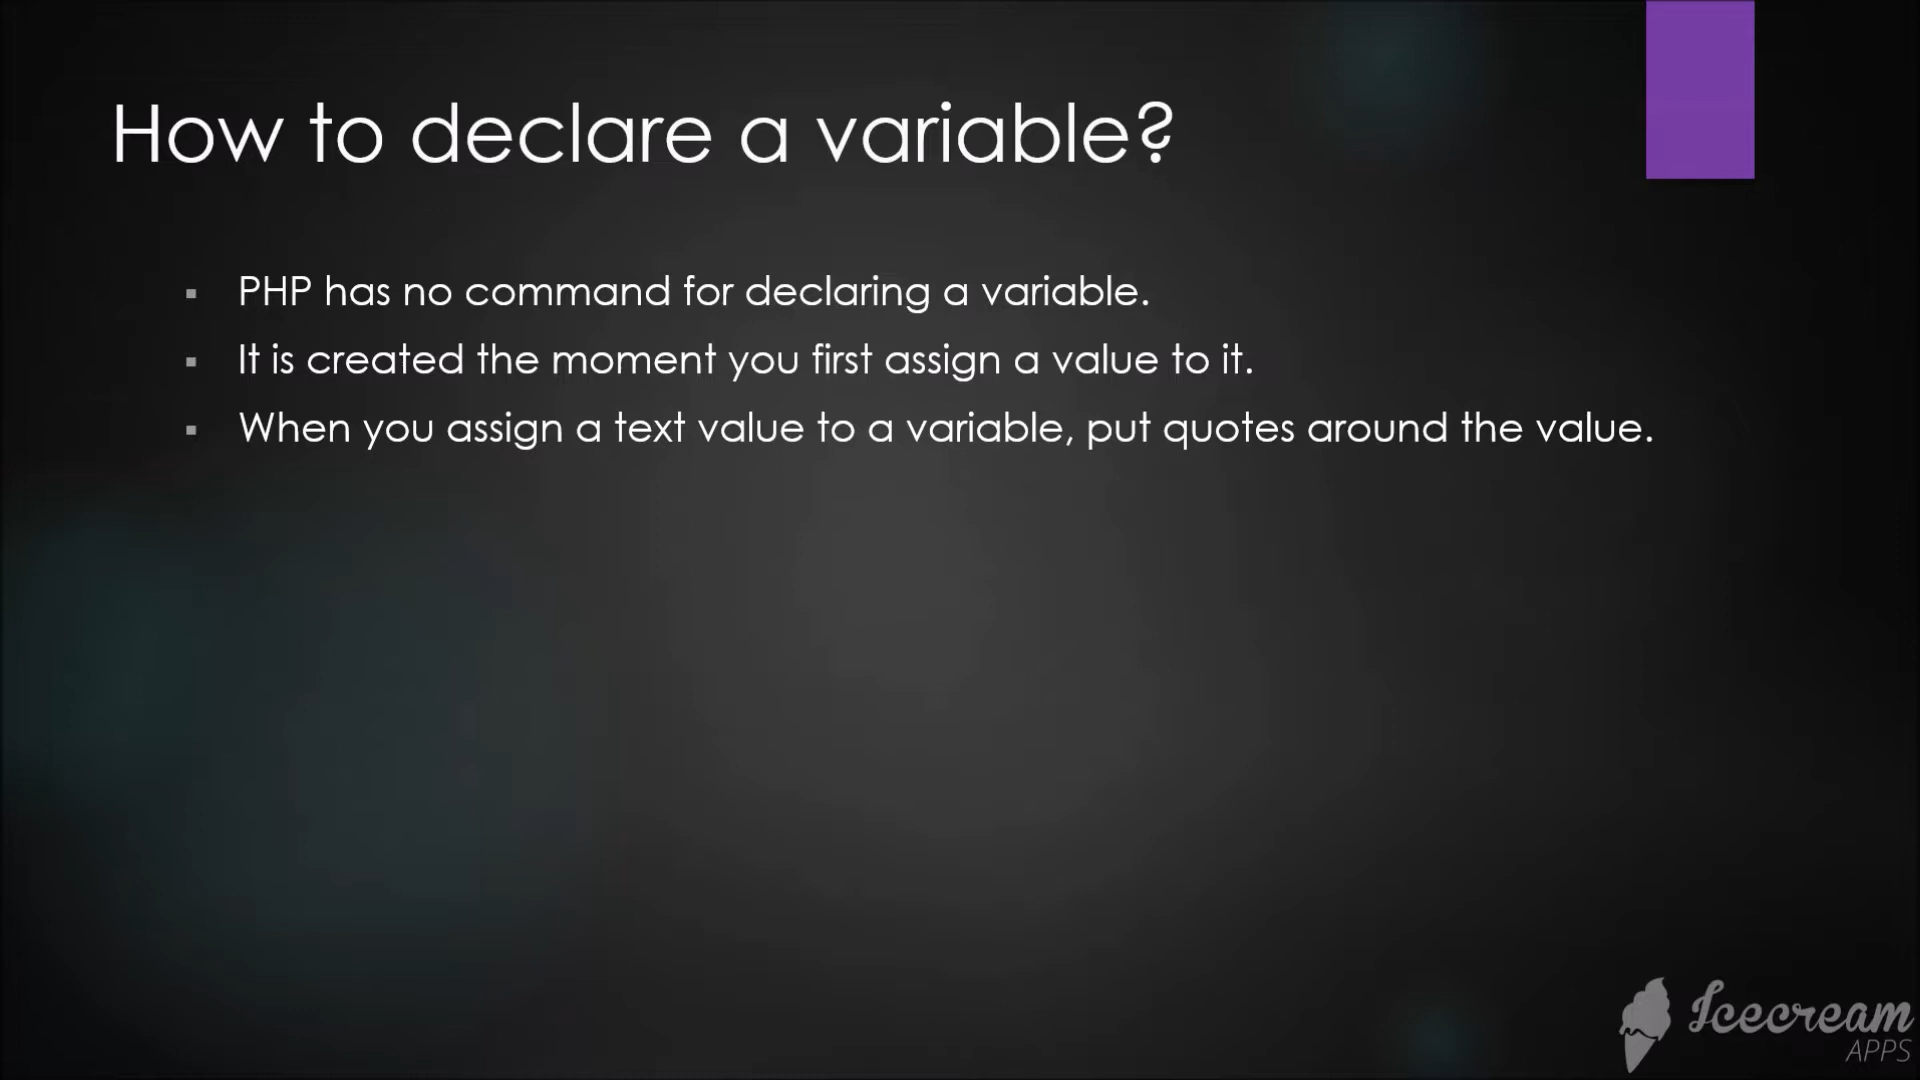 How to declare a variable?
▪ PHP has no command for declaring a variable.
▪ It is created the moment you first assign a value to it.
▪ When you assign a text value to a variable, put quotes around the value.
Icecream
APPS